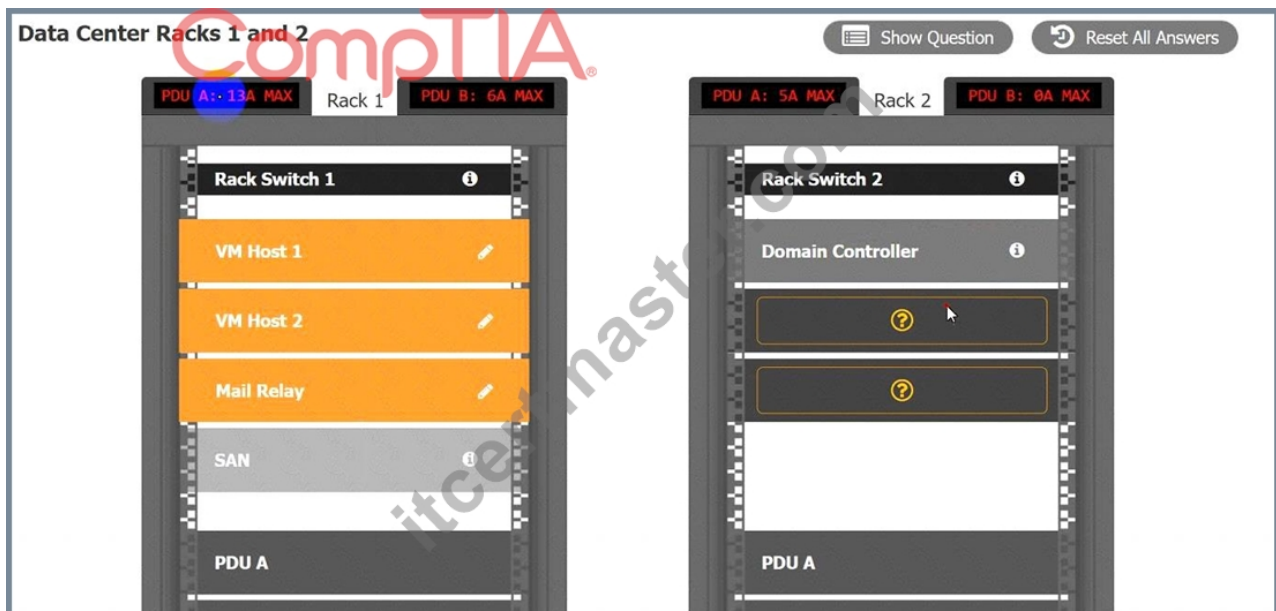 Data Center Racks 1 and 2
CompTIA®
Show Question
Reset All Answers
PDU A: 13A MAX
Rack 1
PDU B: 6A MAX
Rack Switch 1
VM Host 1
VM Host 2
Mail Relay
SAN
PDU A
PDU A: 5A MAX
Rack 2
PDU B: 0A MAX
Rack Switch 2
Domain Controller
?
?
PDU A
itcertmaster.com